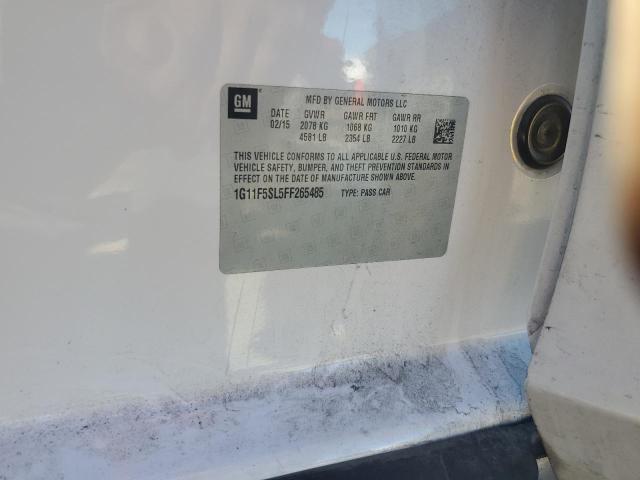 GM
MFD BY GENERAL MOTORS LLC
DATE GVWR GAWR FRT GAWR RR
02/15 2078 KG 1068 KG 1010 KG
4581 LB 2354 LB 2227 LB
THIS VEHICLE CONFORMS TO ALL APPLICABLE U.S. FEDERAL MOTOR
VEHICLE SAFETY, BUMPER, AND THEFT PREVENTION STANDARDS
IN EFFECT ON THE DATE OF MANUFACTURE SHOWN ABOVE.
1G11F5SL5FF265485 TYPE: PASS CAR